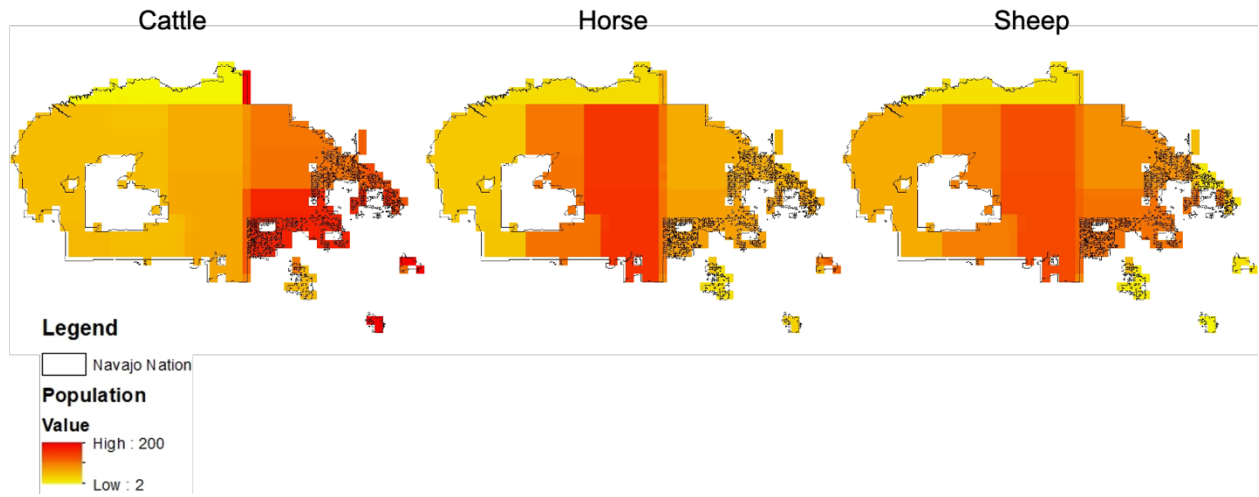 Cattle Horse Sheep
Legend
Navajo Nation
Population
Value
High : 200
Low : 2